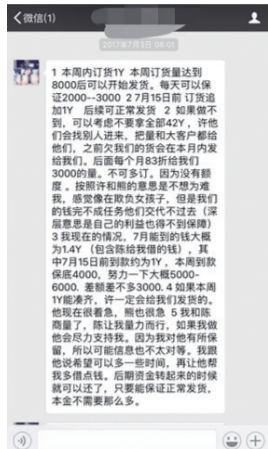 微信(1)
2017年7月3日 08:01
1 本周内订货1Y 本周订货量达到
8000后可以开始发货。每天可以保
证2000--3000 2 7月15日前 订货追
加1Y   后续可正常发货   2  如果做不
到，可以考虑不要拿全部42Y ，许他
们会找别人进来，把量和大客户都给
他们，之前欠我们的货会在本月内发
给我们。后面每个月83折给我们
3000的量。不可多订。因为没有额
度 。按照许和熊的意思是不想为难
我，感觉像在欺负女孩子，但是我们
的钱完不成任务他们交代不过去（深
层意思是自己的利益也得不到保障）
3 我现在的情况，7月能到的钱大概
为1.4Y （包含陈给我借的钱），其
中7月15日前到款约为1Y ，本周到款
保底4000，努力一下大概5000-
6000. 差额差不多3000. 4 如果本周
1Y能凑齐，许一定会给我们发货的。
他现在很着急，熊也很急  5 我和陈
商量了，陈让我量力而行，如果我做
他会尽力支持我。因为我对他有所保
留，所以可能信息也不太对等。我跟
他说希望可以多一些时间，再让他帮
我多借点钱。后期资金转起来的时候
就可以还了，只要能保证正常发货，
本金不需要那么多。